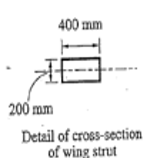 400 mm
200 mm
Detail of cross-section
of wing strut